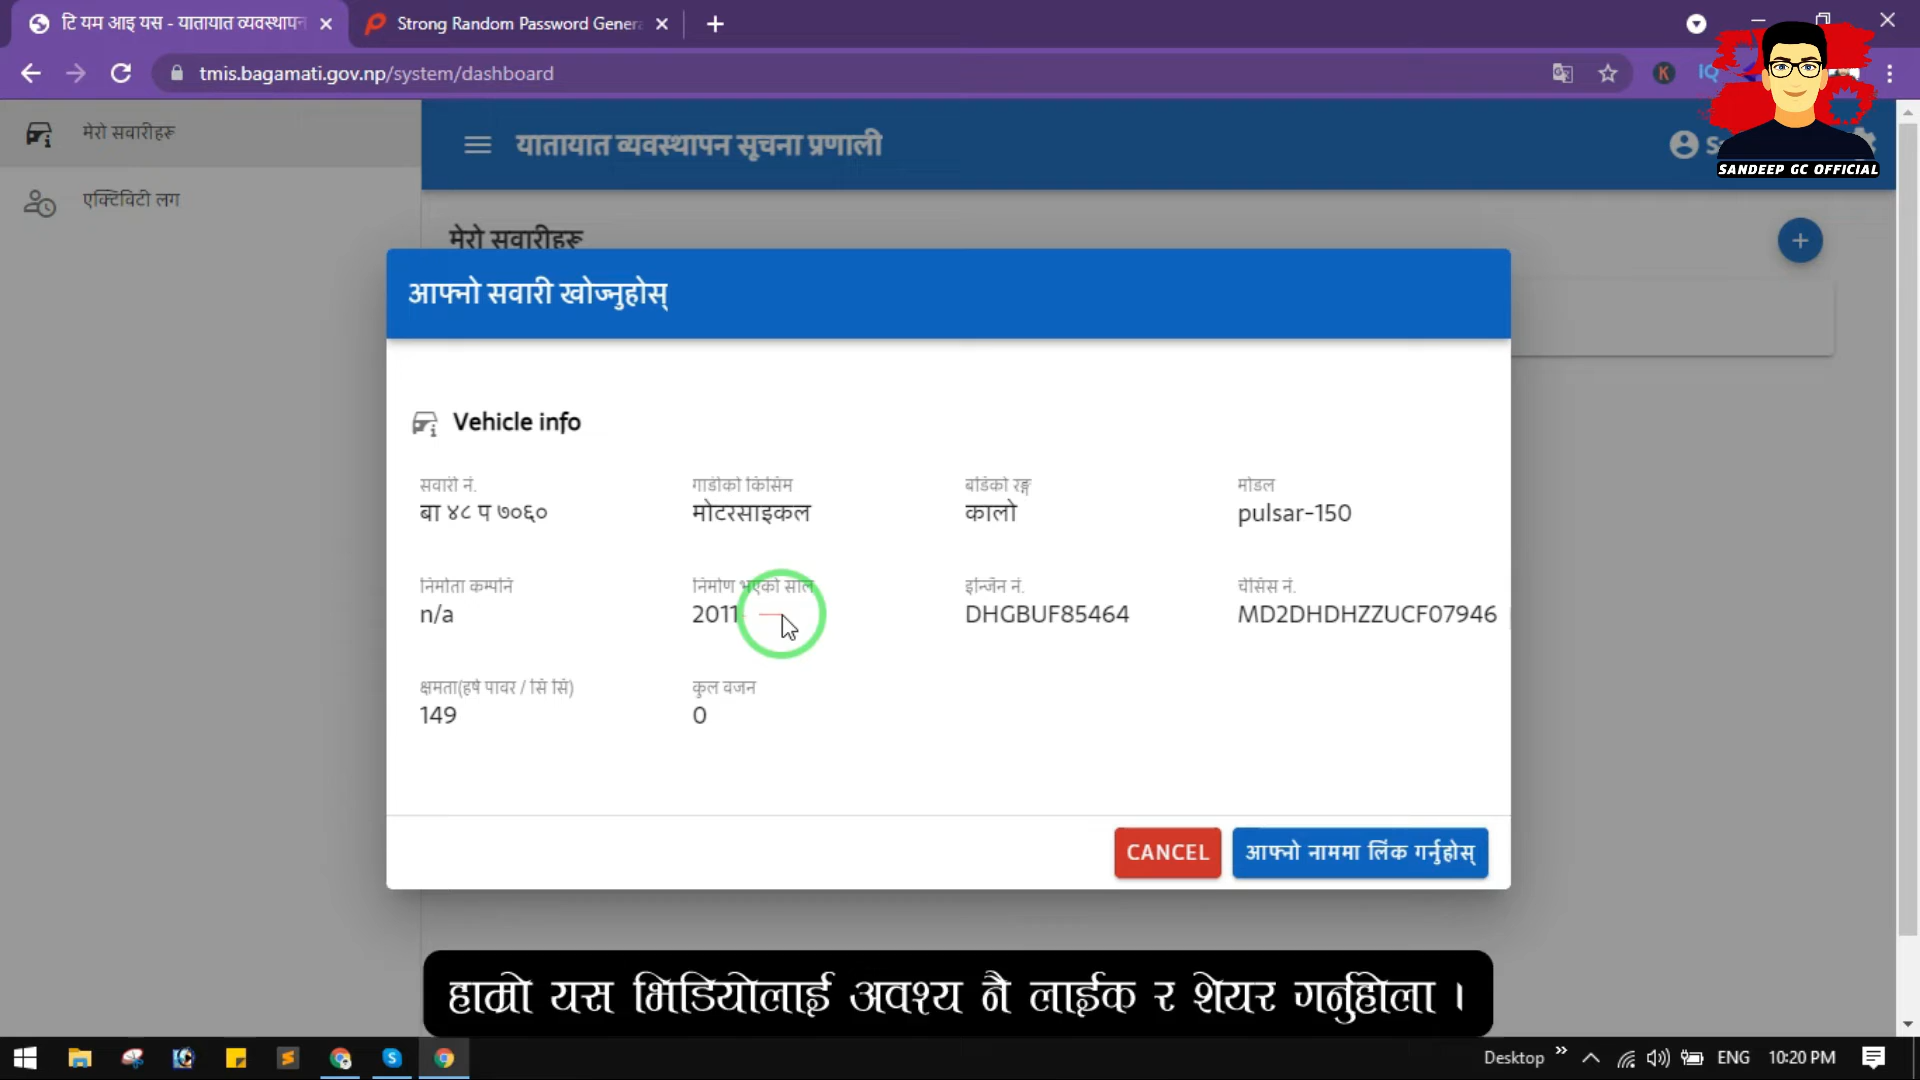 टि यम आइ यस - यातायात व्यवस्थापन
Strong Random Password Genera
tmis.bagamati.gov.np/system/dashboard
K
IQ
SANDEEP GC OFFICIAL
मेरो सवारीहरू
एक्टिविटी लग
यातायात व्यवस्थापन सूचना प्रणाली
S
मेरो सवारीहरू
आफ्नो सवारी खोज्नुहोस्
Vehicle info
सवारी नं. गाडीको किसिम बडिको रङ्ग मोडल
बा ४८ प ७०६० मोटरसाइकल कालो pulsar-150
निर्माता कम्पनि निर्माण भएको साल इन्जिन नं. चेसिस नं.
n/a 2011 DHGBUF85464 MD2DHDHZZUCF07946
क्षमता(हर्ष पावर / सि सि) कुल वजन
149 0
CANCEL आफ्नो नाममा लिंक गर्नुहोस्
हाम्रो यस भिडियोलाई अवश्य नै लाईक र शेयर गर्नुहोला ।
Desktop ENG 10:20 PM